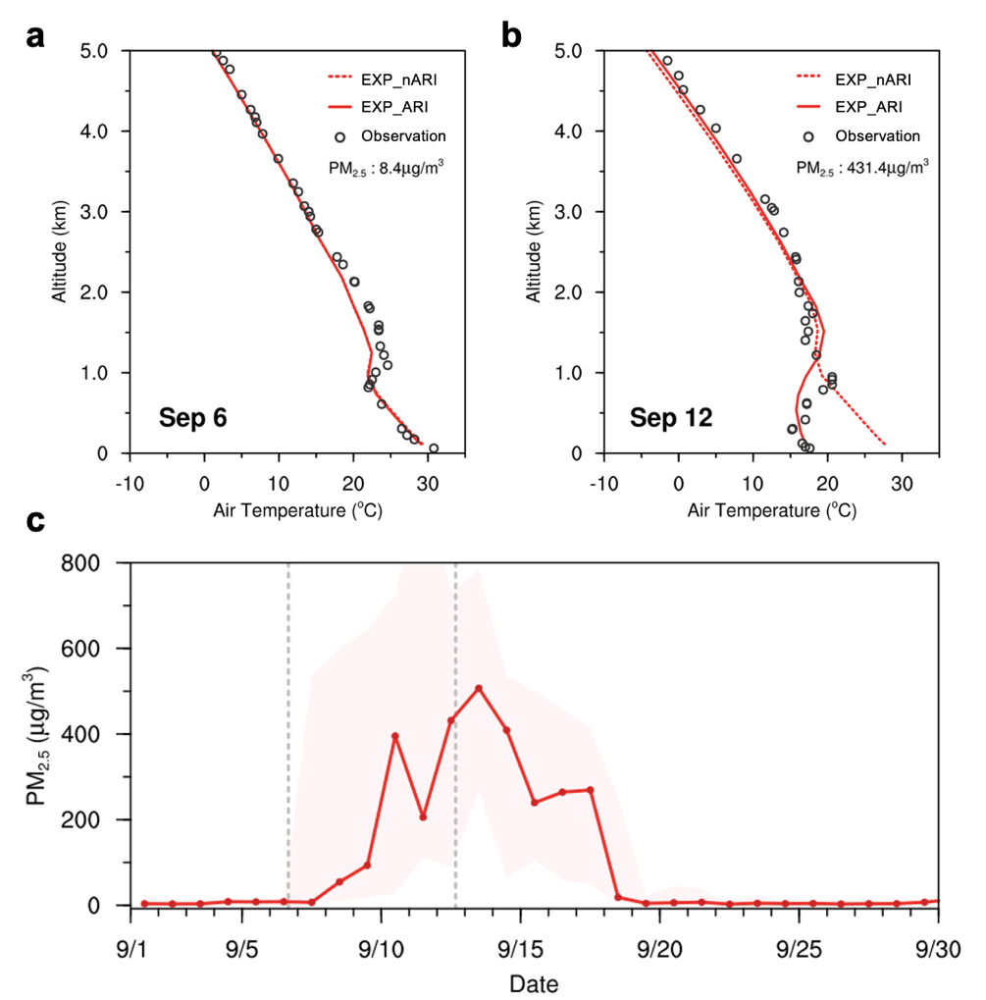 a
5.0
4.0
3.0
2.0
1.0
0
Altitude (km)
EXP_nARI
EXP_ARI
Observation
PM2.5 : 8.4μg/m3
Sep 6
-10 0 10 20 30
Air Temperature (oC)
b
5.0
4.0
3.0
2.0
1.0
0
Altitude (km)
EXP_nARI
EXP_ARI
Observation
PM2.5 : 431.4μg/m3
Sep 12
-10 0 10 20 30
Air Temperature (oC)
c
800
600
400
200
0
PM2.5 (μg/m3)
9/1 9/5 9/10 9/15 9/20 9/25 9/30
Date